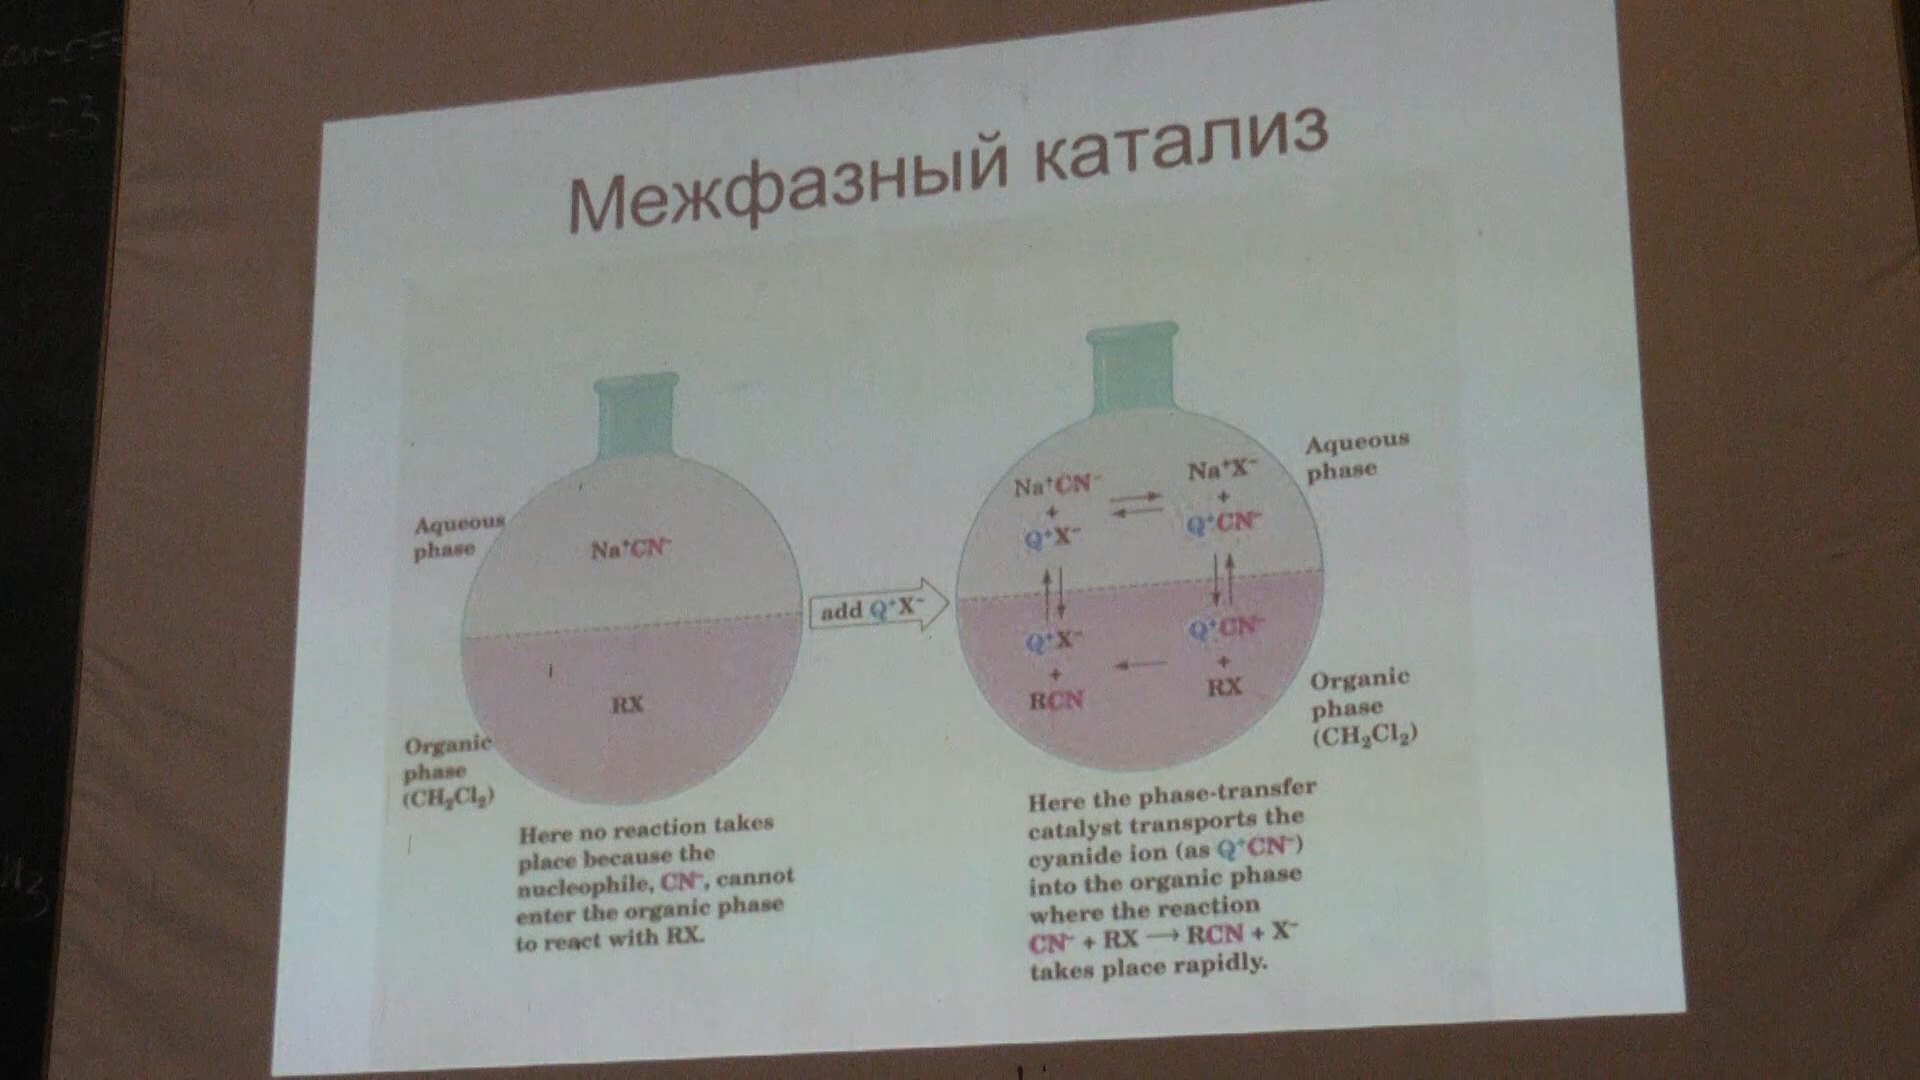 Межфазный катализ
Aqueous
phase
Na⁺CN⁻
RX
Organic
phase
(CH₂Cl₂)
Here no reaction takes
place because the
nucleophile, CN⁻, cannot
enter the organic phase
to react with RX.
add Q⁺X⁻
Aqueous
phase
Na⁺CN⁻ ⇌ Na⁺X⁻
+ +
Q⁺X⁻ Q⁺CN⁻
Q⁺X⁻ Q⁺CN⁻
+ ← +
RCN RX
Organic
phase
(CH₂Cl₂)
Here the phase-transfer
catalyst transports the
cyanide ion (as Q⁺CN⁻)
into the organic phase
where the reaction
CN⁻ + RX → RCN + X⁻
takes place rapidly.